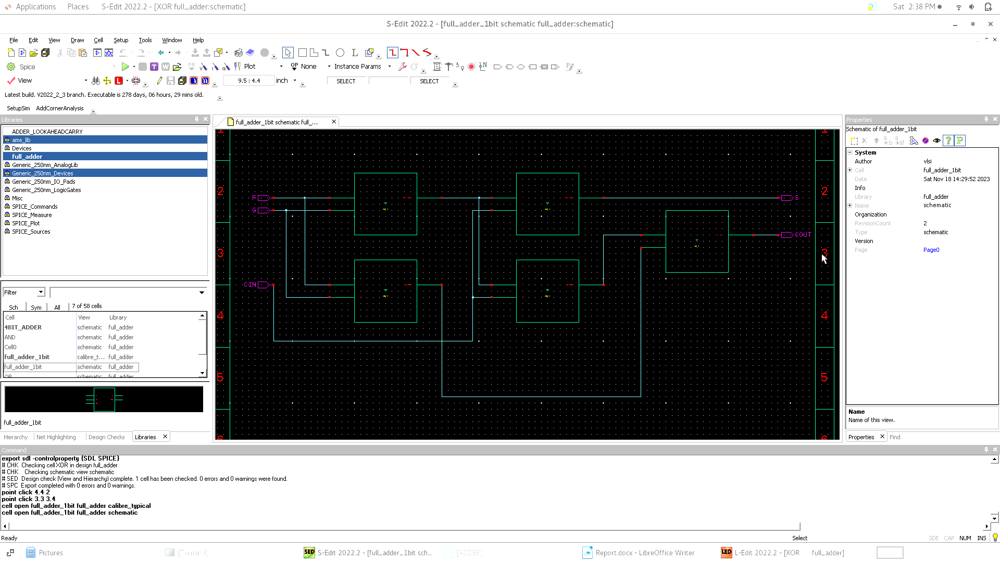 Applications Places S-Edit 2022.2 - [XOR full_adder:schematic] Sat 2:38 PM
S-Edit 2022.2 - [full_adder_1bit schematic full_adder:schematic]
File Edit View Draw Cell Setup Tools Window Help
Spice Plot None Instance Params
View 9.5 : 4.4 inch SELECT SELECT
Latest build. V2022_2_3 branch. Executable is 278 days, 06 hours, 29 mins old.
SetupSim AddCornerAnalysis
Libraries
ADDER_LOOKAHEADCARRY
ams_lib
Devices
full_adder
Generic_250nm_AnalogLib
Generic_250nm_Devices
Generic_250nm_IO_Pads
Generic_250nm_LogicGates
Misc
SPICE_Commands
SPICE_Measure
SPICE_Plot
SPICE_Sources
Filter
Sch Sym All 7 of 58 cells
Cell View Library
4BIT_ADDER schematic full_adder
AND schematic full_adder
Cell0 schematic full_adder
full_adder_1bit calibre_t... full_adder
full_adder_1bit schematic full_adder
OR schematic full_adder
full_adder_1bit
Hierarchy Net Highlighting Design Checks Libraries
full_adder_1bit schematic full_...
2 2
3 3
4 4
5 5
G
CIN
S
COUT
Properties
Schematic of full_adder_1bit
System
Author vlsi
Cell full_adder_1bit
Date Sat Nov 18 14:29:52 2023
Info
Library full_adder
Name schematic
Organization
RevisionCount 2
Type schematic
Version
Page Page0
Name
Name of this view.
Properties Find
Command
export sdl -controlproperty {SDL SPICE}
# CHK Checking cell XOR in design full_adder
# CHK Checking schematic view schematic
# SED Design check (View and Hierarchy) complete. 1 cell has been checked. 0 errors and 0 warnings were found.
# SPC Export completed with 0 errors and 0 warnings.
point click 4.4 2
point click 3.3 3.4
cell open full_adder_1bit full_adder calibre_typical
cell open full_adder_1bit full_adder schematic
Ready Select SDE CAP NUM INS
Pictures [Terminal] S-Edit 2022.2 - [full_adder_1bit sch... [ADDER] Report.docx - LibreOffice Writer L-Edit 2022.2 - [XOR full_adder]